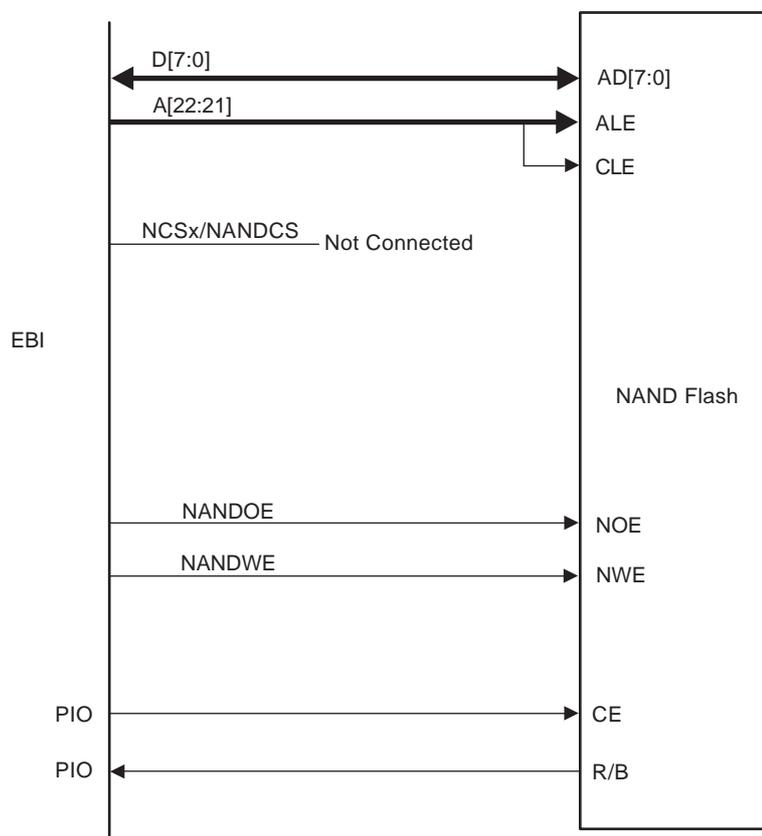 D[7:0]
AD[7:0]
A[22:21]
ALE
CLE
NCSx/NANDCS
Not Connected
EBI
NAND Flash
NANDOE
NOE
NANDWE
NWE
PIO
CE
PIO
R/B